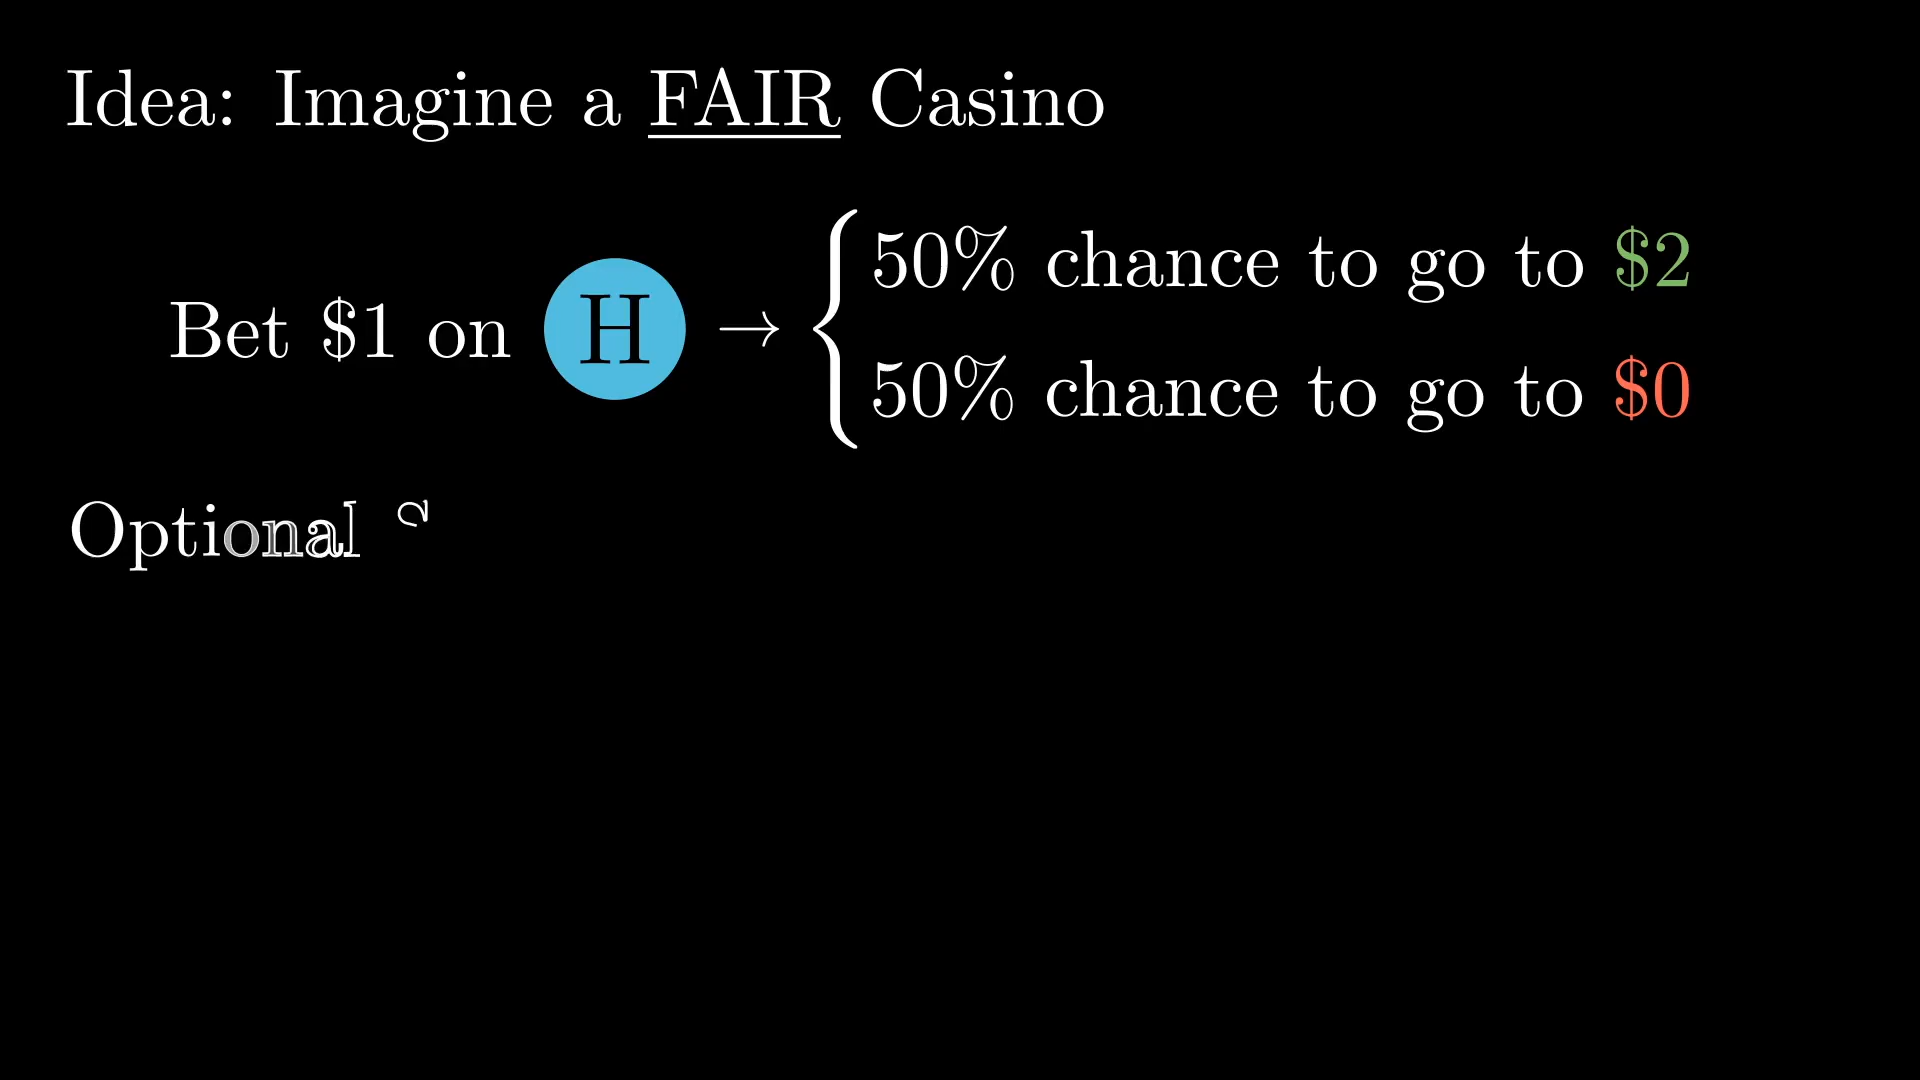 Idea: Imagine a FAIR Casino
50% chance to go to $2
Bet $1 on H →
50% chance to go to $0
Optional